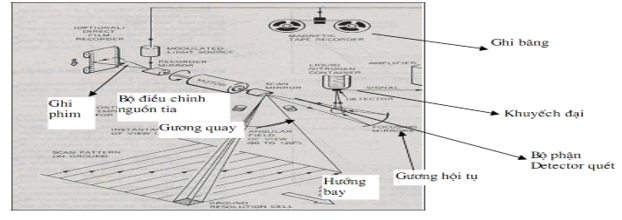 (OPTIONAL)
DIRECT
FILM
RECORDER
MODULATED
LIGHT SOURCE
RECORDER
MIRROR
MOTOR
SCAN
MIRROR
MAGNETIC
TAPE RECORDER
LIQUID
NITROGEN
CONTAINER
AMPLIFIER
SIGNAL
DETECTOR
FOCUSING
MIRRORS
Ghi băng
Khuyếch đại
Bộ phận
Detector quét
Gương hội tụ
Ghi
phim
Bộ điều chỉnh
nguồn tia
Gương quay
Hướng
bay
ANGULAR
FIELD
OF VIEW
SCAN PATTERN
ON GROUND
GROUND
RESOLUTION CELL